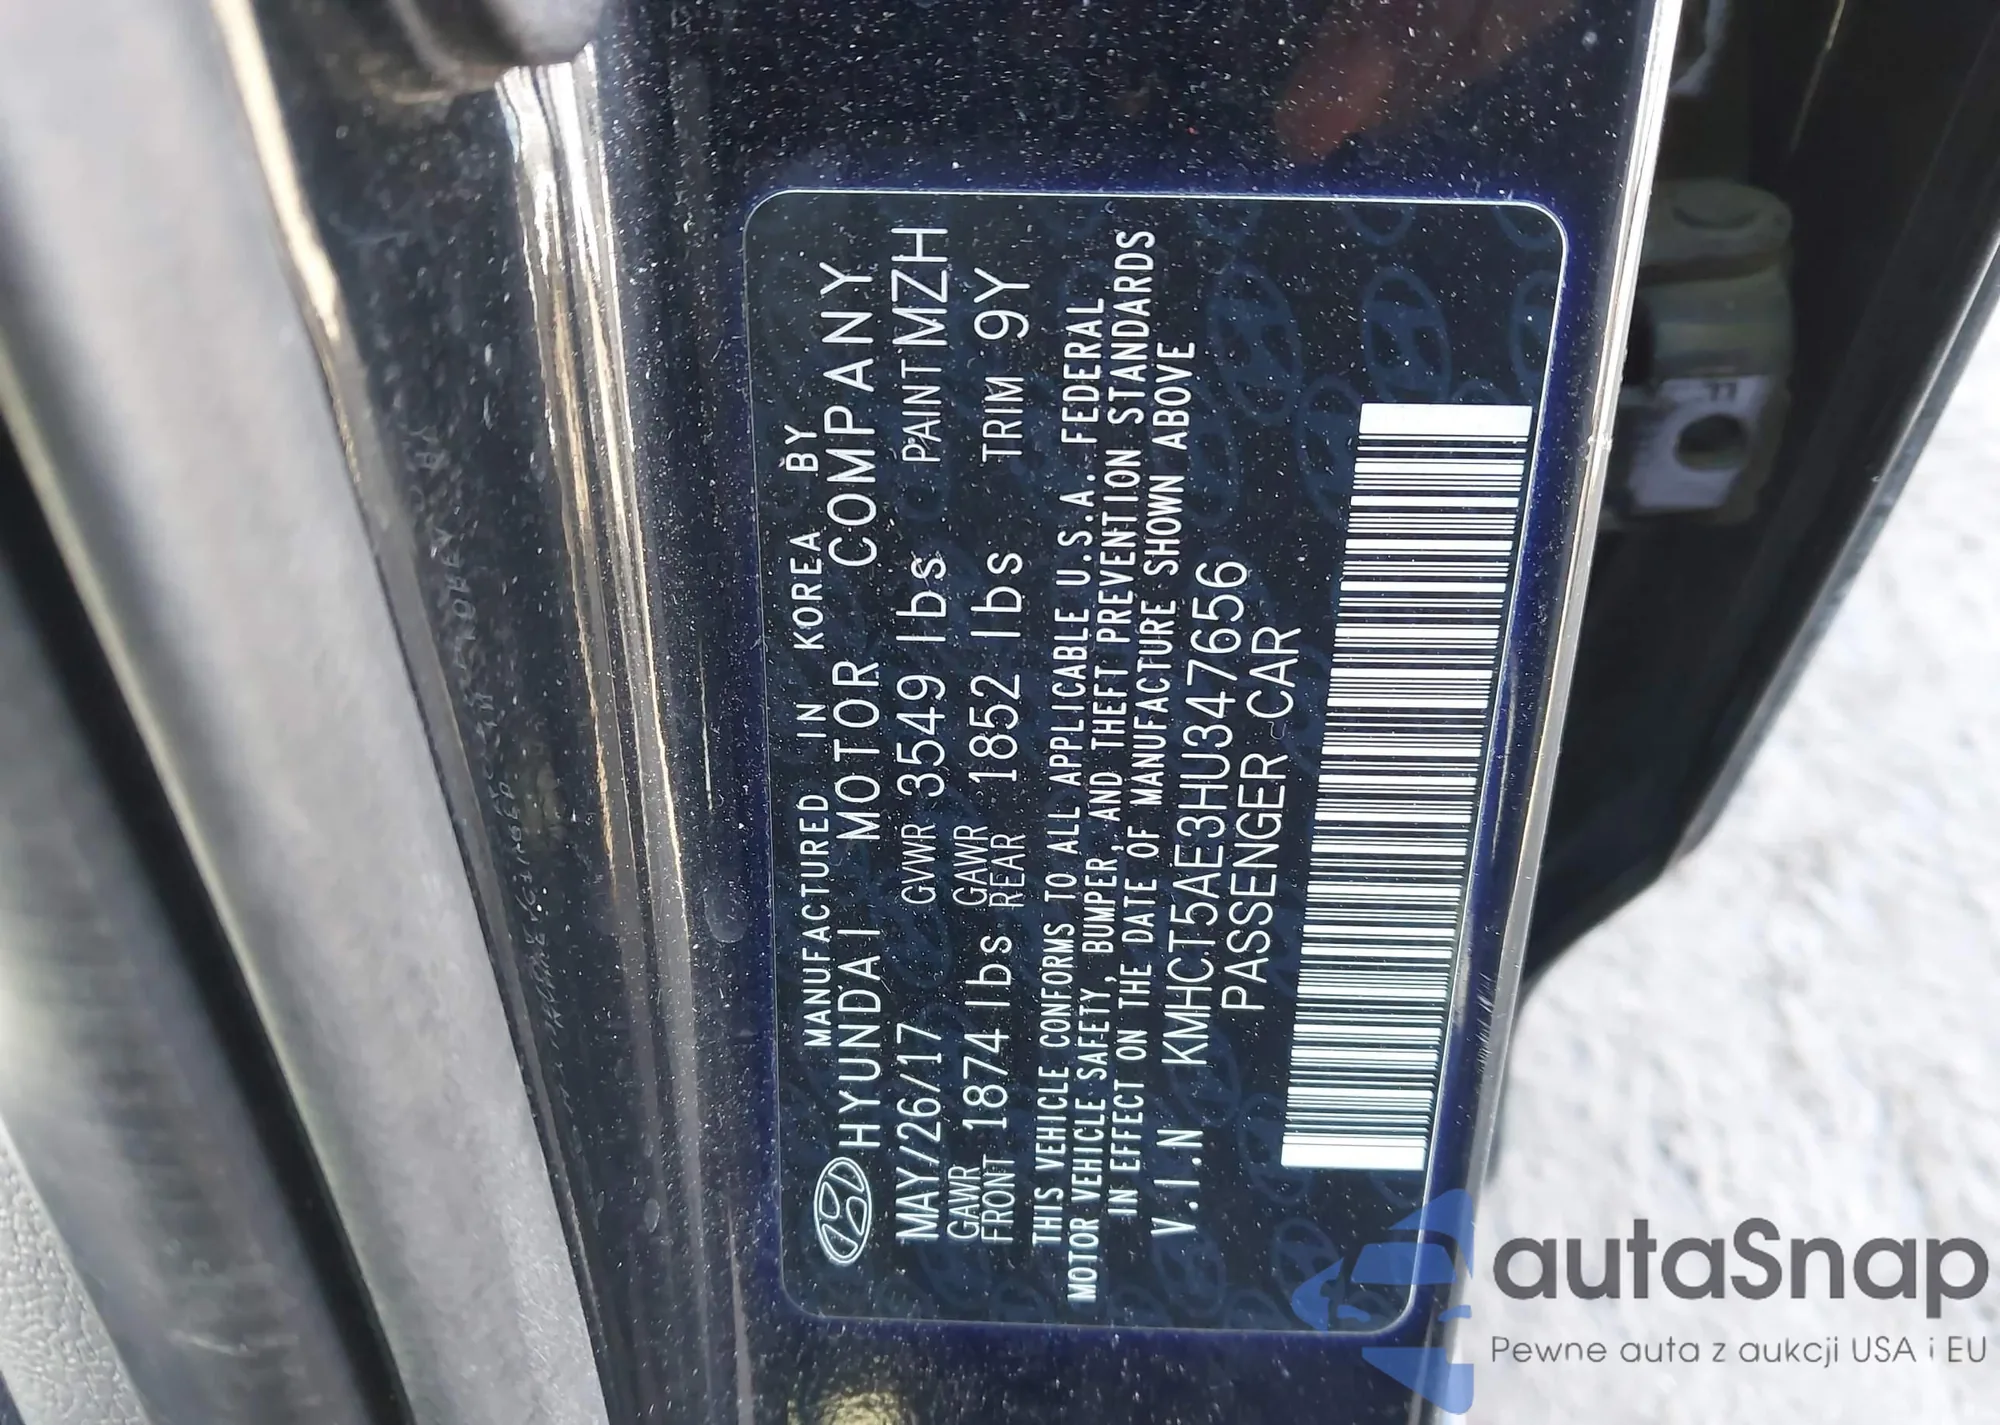 MANUFACTURED IN KOREA BY
HYUNDAI MOTOR COMPANY
MAY/26/17 GVWR 3549 lbs PAINT MZH
GAWR FRONT 1874 lbs GAWR REAR 1852 lbs TRIM 9Y
THIS VEHICLE CONFORMS TO ALL APPLICABLE U.S.A. FEDERAL
MOTOR VEHICLE SAFETY, BUMPER, AND THEFT PREVENTION STANDARDS
IN EFFECT ON THE DATE OF MANUFACTURE SHOWN ABOVE
V.I.N KMHCT5AE3HU347656
PASSENGER CAR
autaSnap
Pewne auta z aukcji USA i EU